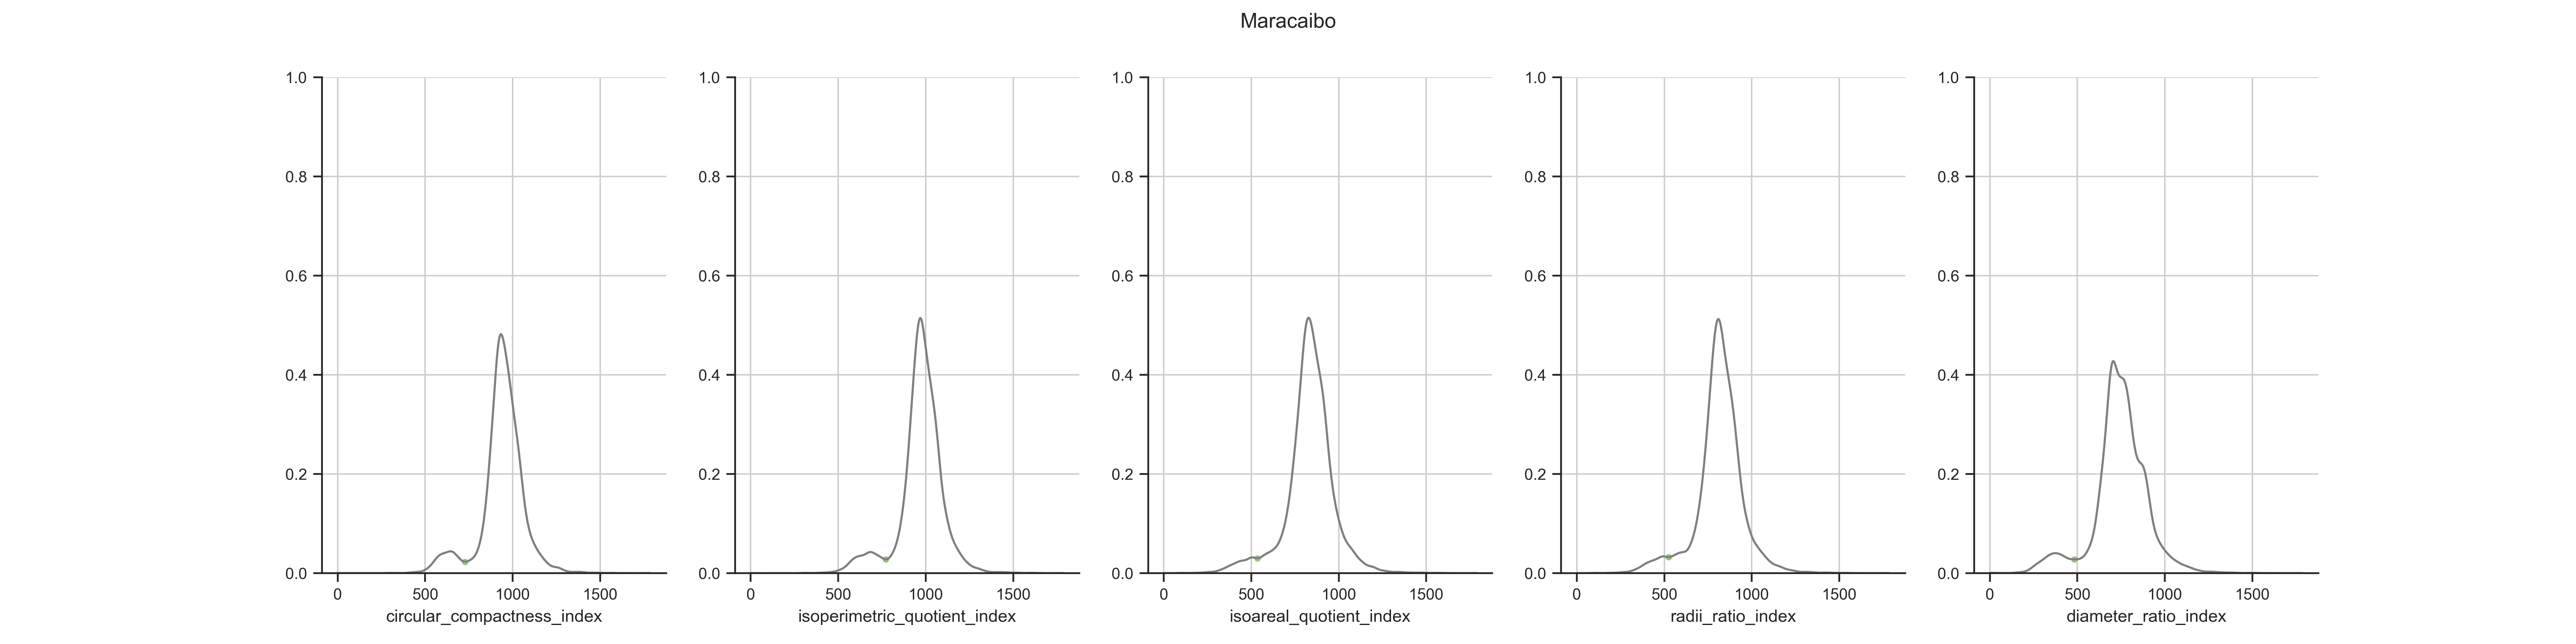 Maracaibo
1.0 1.0 1.0 1.0 1.0
0.8 0.8 0.8 0.8 0.8
0.6 0.6 0.6 0.6 0.6
0.4 0.4 0.4 0.4 0.4
0.2 0.2 0.2 0.2 0.2
0.0 0.0 0.0 0.0 0.0
0 500 1000 1500 0 500 1000 1500 0 500 1000 1500 0 500 1000 1500 0 500 1000 1500
circular_compactness_index isoperimetric_quotient_index isoareal_quotient_index radii_ratio_index diameter_ratio_index